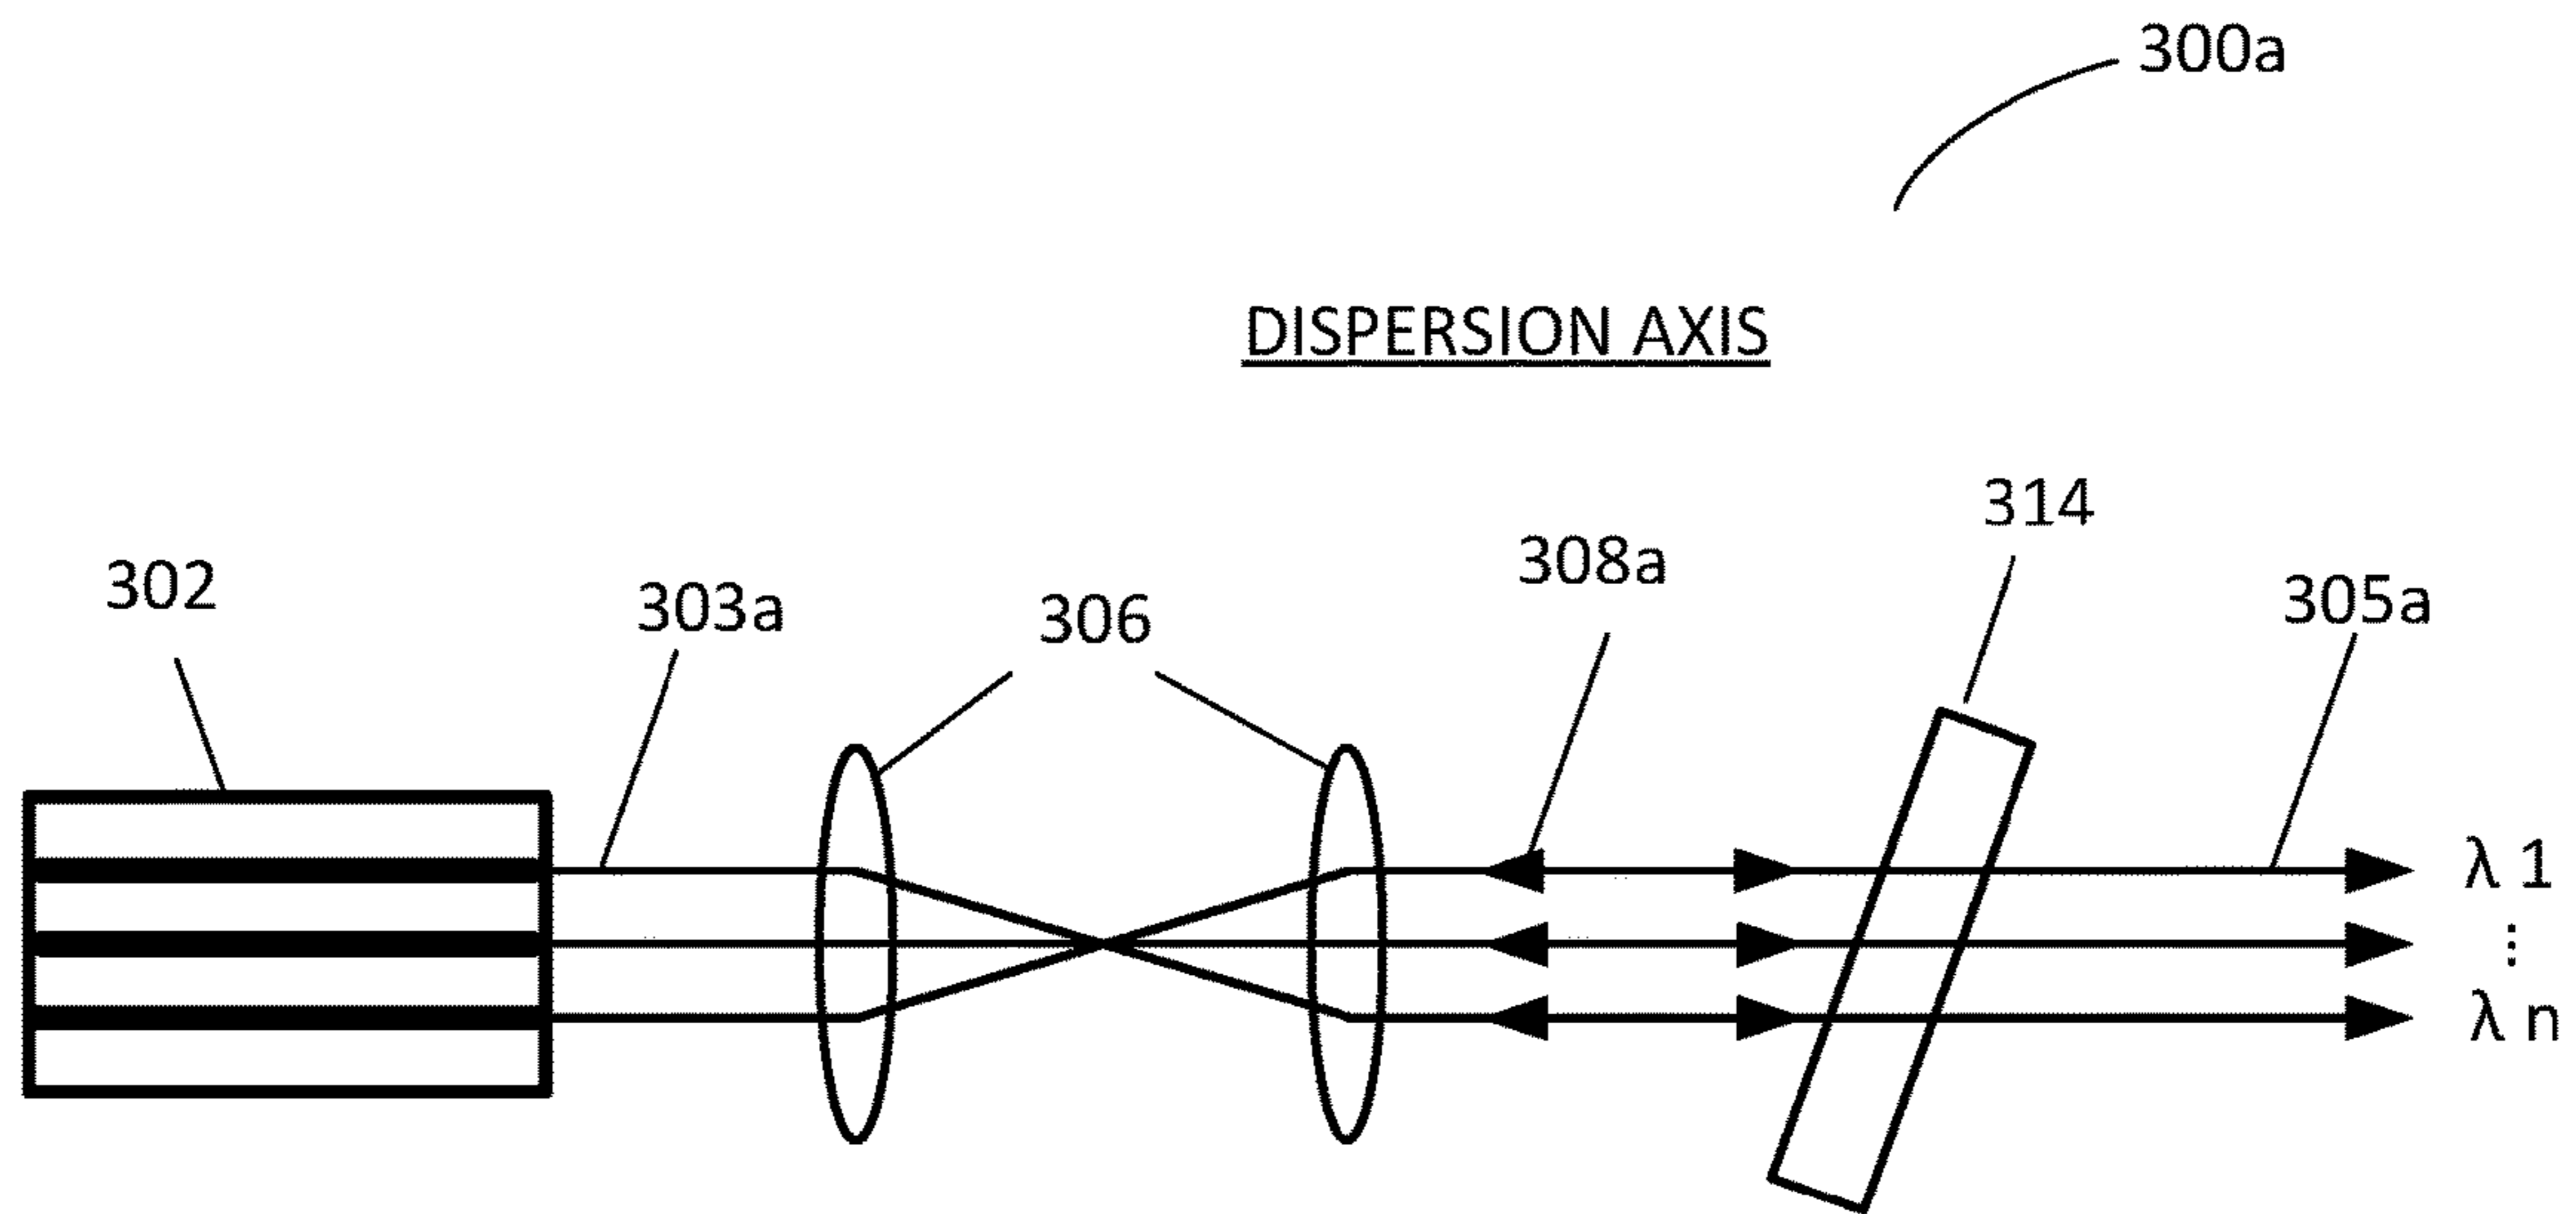 300a
DISPERSION AXIS
302
303a
306
308a
314
305a
λ 1
⋮
λ n